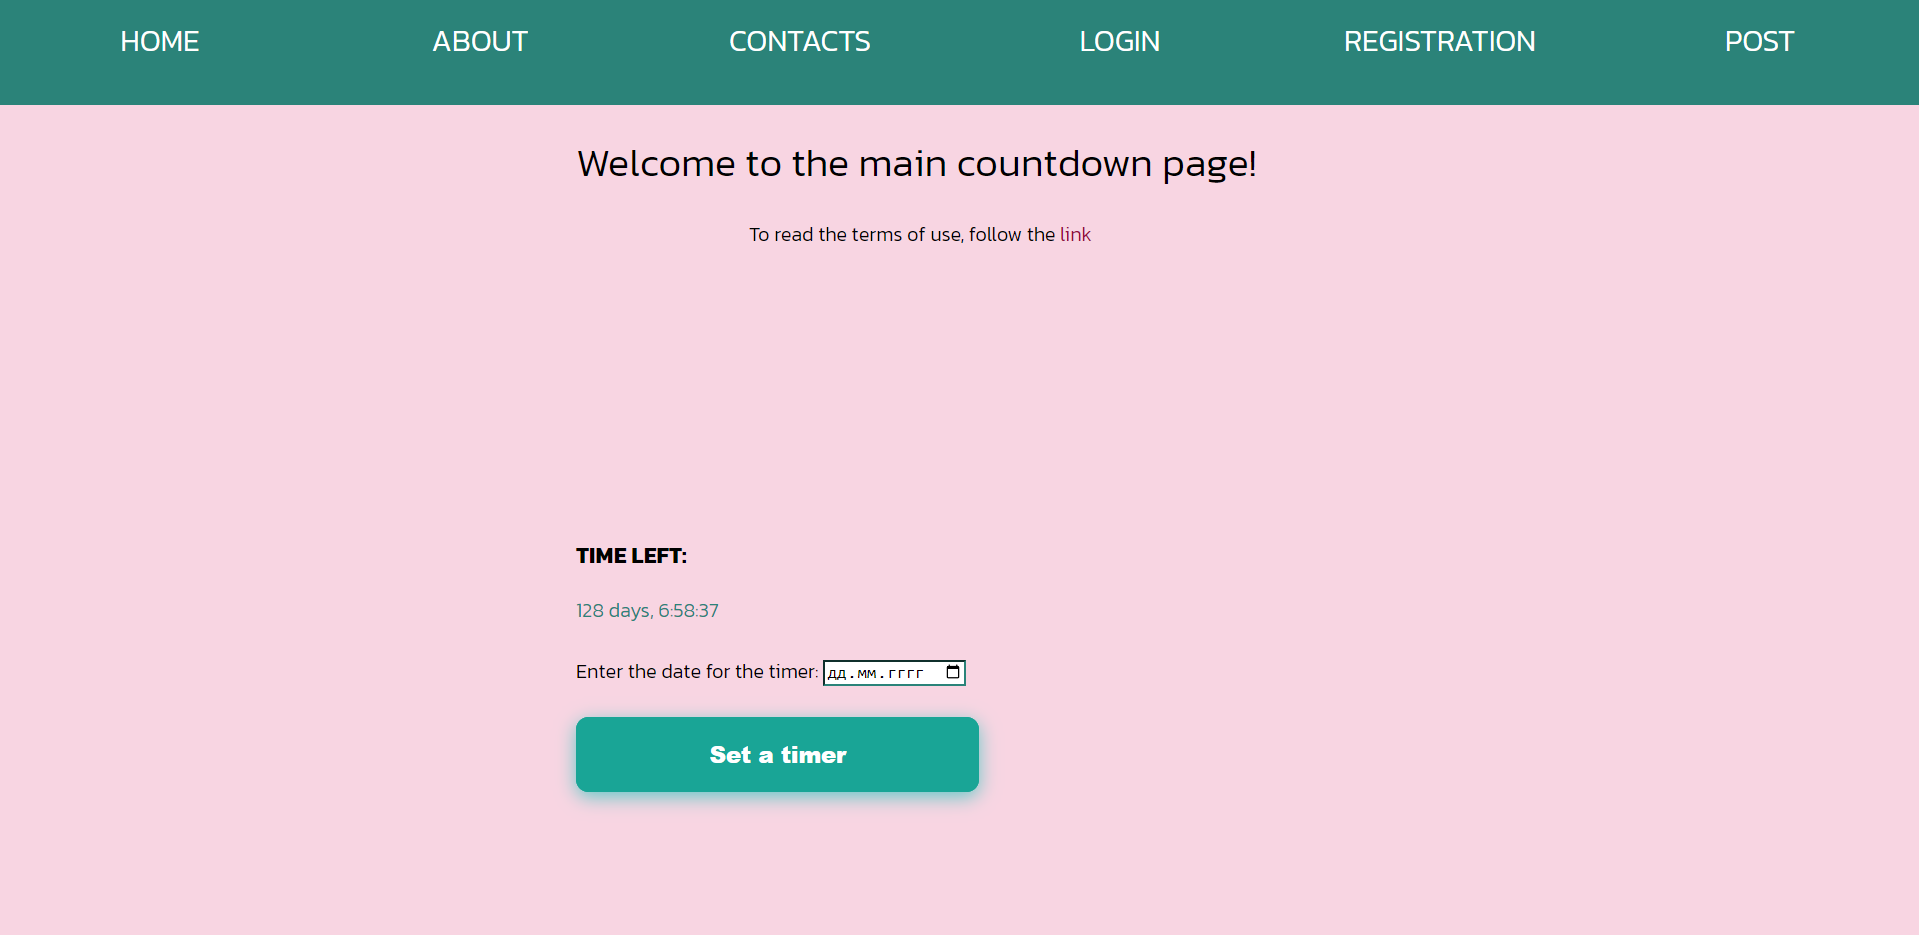 HOME ABOUT CONTACTS LOGIN REGISTRATION POST
Welcome to the main countdown page!
To read the terms of use, follow the link
TIME LEFT:
128 days, 6:58:37
Enter the date for the timer: дд.мм.гггг
Set a timer